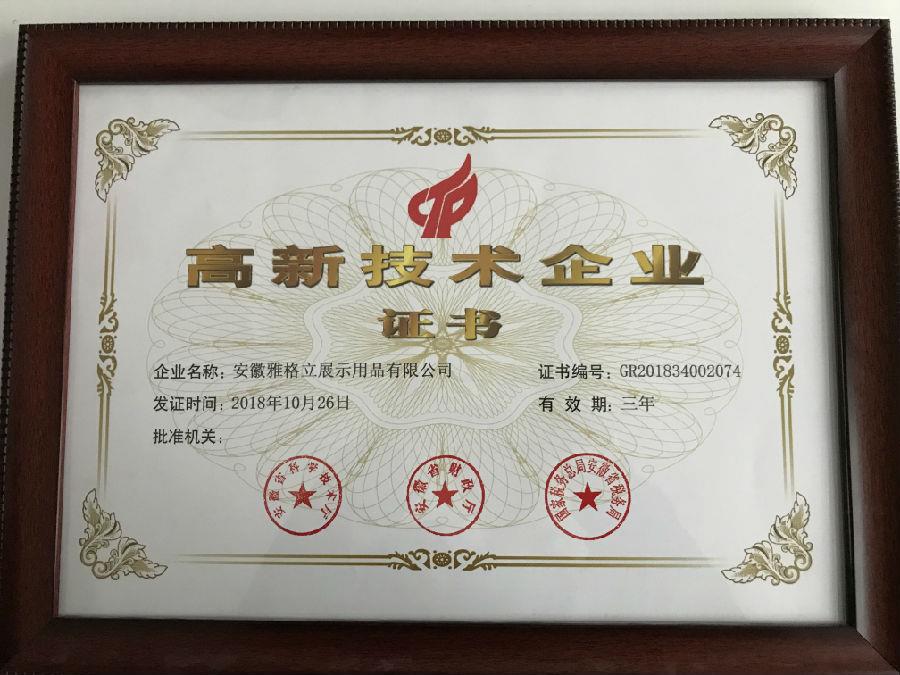 高新技术企业
证书
企业名称：安徽雅格立展示用品有限公司 证书编号：GR201834002074
发证时间：2018年10月26日 有效期：三年
批准机关：
安徽省科学技术厅
安徽省财政厅
国家税务总局安徽省税务局